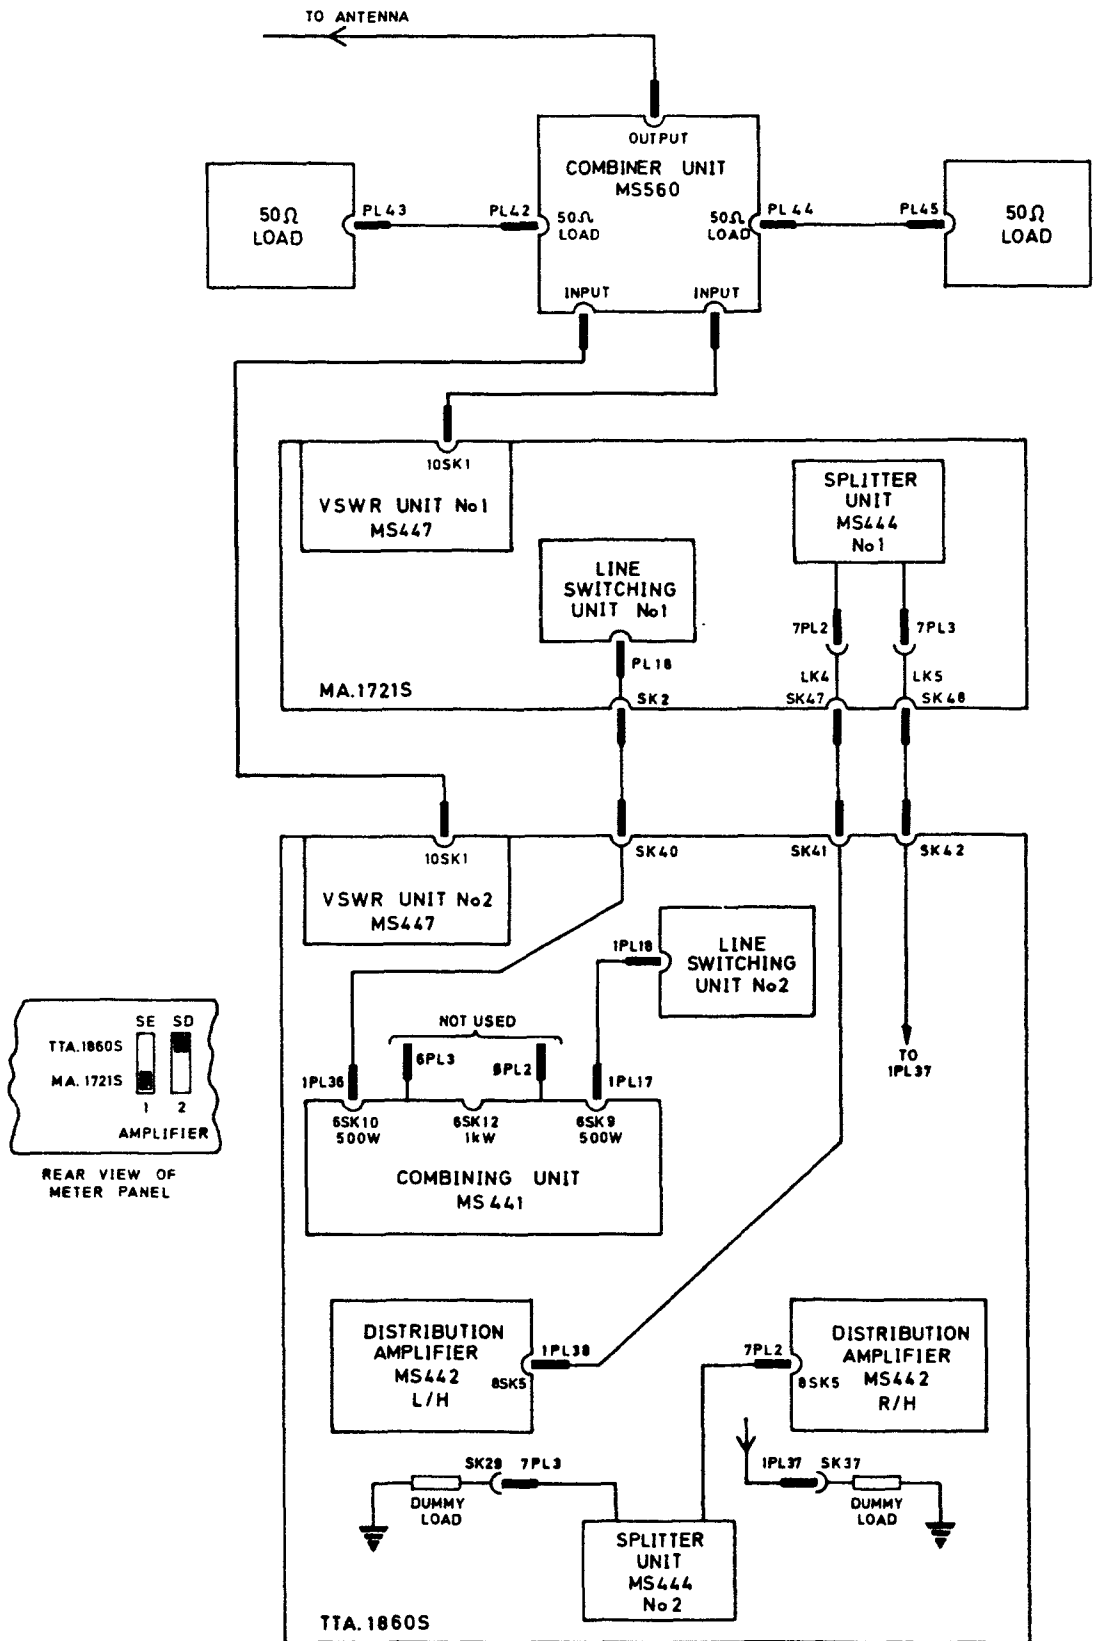 TO ANTENNA
OUTPUT
COMBINER UNIT
MS560
50Ω
LOAD
PL43
PL42
50Ω
LOAD
50Ω
LOAD
PL44
PL45
50Ω
LOAD
INPUT
INPUT
10SK1
VSWR UNIT No1
MS447
SPLITTER
UNIT
MS444
No1
LINE
SWITCHING
UNIT No1
7PL2
7PL3
PL18
LK4
LK5
MA.1721S
SK2
SK47
SK48
10SK1
SK40
SK41
SK42
VSWR UNIT No2
MS447
1PL18
LINE
SWITCHING
UNIT No2
NOT USED
6PL3
6PL2
1PL36
1PL17
TO
1PL37
6SK10
500W
6SK12
1kW
6SK9
500W
COMBINING UNIT
MS441
SE SD
TTA.1860S
MA.1721S
1 2
AMPLIFIER
REAR VIEW OF
METER PANEL
DISTRIBUTION
AMPLIFIER
MS442
L/H
1PL38
8SK5
7PL2
8SK5
DISTRIBUTION
AMPLIFIER
MS442
R/H
SK29
7PL3
DUMMY
LOAD
1PL37
SK37
DUMMY
LOAD
SPLITTER
UNIT
MS444
No2
TTA.1860S